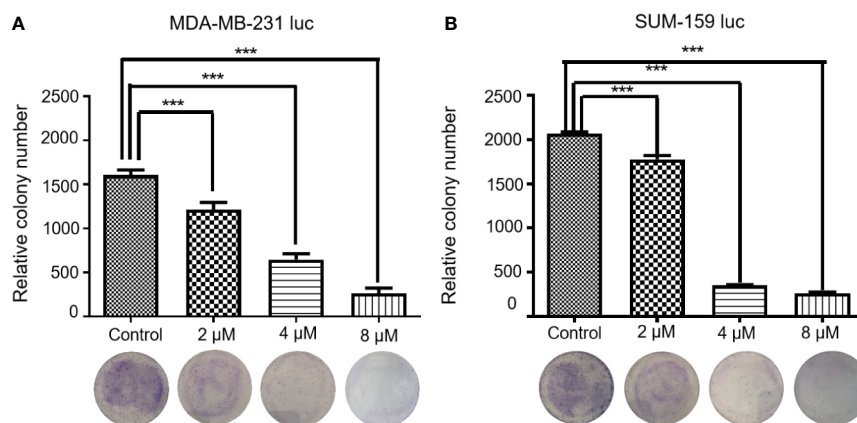 A
MDA-MB-231 luc
***
***
***
Relative colony number
2500
2000
1500
1000
500
0
Control
2 μM
4 μM
8 μM
B
SUM-159 luc
***
***
***
Relative colony number
2500
2000
1500
1000
500
0
Control
2 μM
4 μM
8 μM